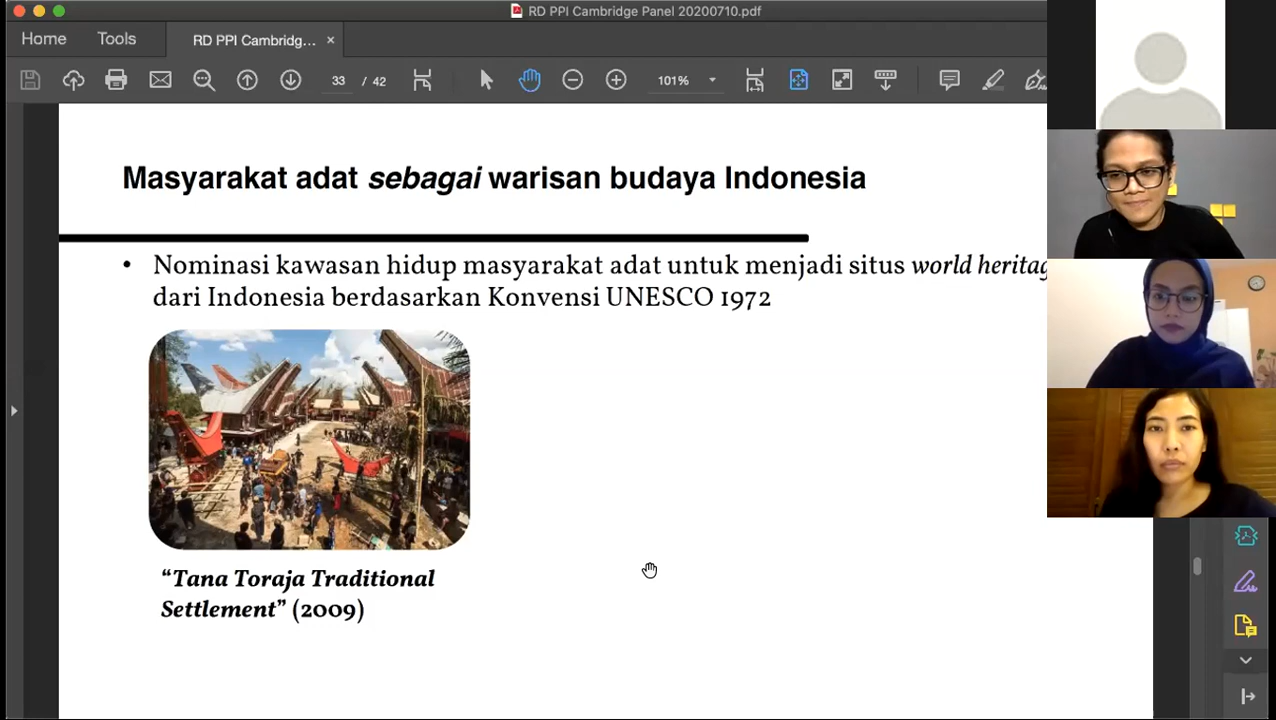 RD PPI Cambridge Panel 20200710.pdf
Home Tools RD PPI Cambridg... ×
33 / 42 101%
Masyarakat adat sebagai warisan budaya Indonesia
• Nominasi kawasan hidup masyarakat adat untuk menjadi situs world heritag
dari Indonesia berdasarkan Konvensi UNESCO 1972
“Tana Toraja Traditional
Settlement” (2009)